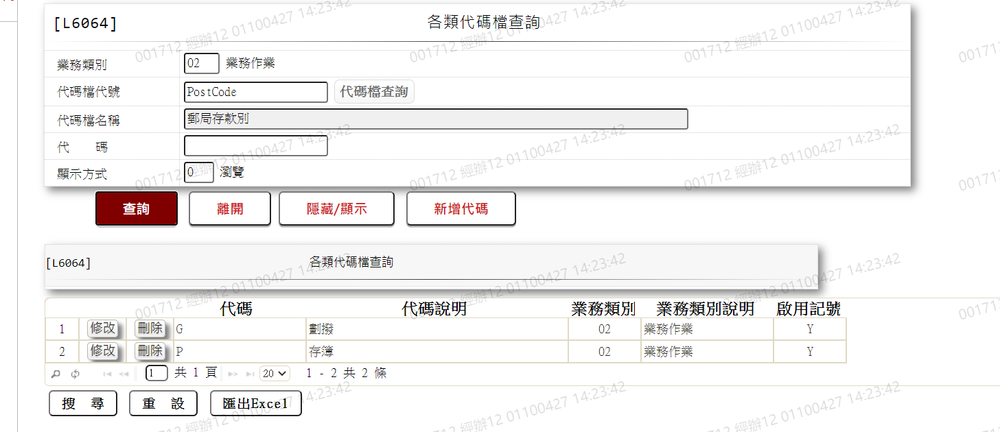 [L6064] 各類代碼檔查詢
業務類別 02 業務作業
代碼檔代號 PostCode 代碼檔查詢
代碼檔名稱 郵局存款別
代 碼
顯示方式 0 瀏覽
查詢 離開 隱藏/顯示 新增代碼
[L6064] 各類代碼檔查詢
代碼 代碼說明 業務類別 業務類別說明 啟用記號
1 修改 刪除 G 劃撥 02 業務作業 Y
2 修改 刪除 P 存簿 02 業務作業 Y
1 共 1 頁 20 1 - 2 共 2 條
搜 尋 重 設 匯出Excel
001712 經辦12 01100427 14:23:42